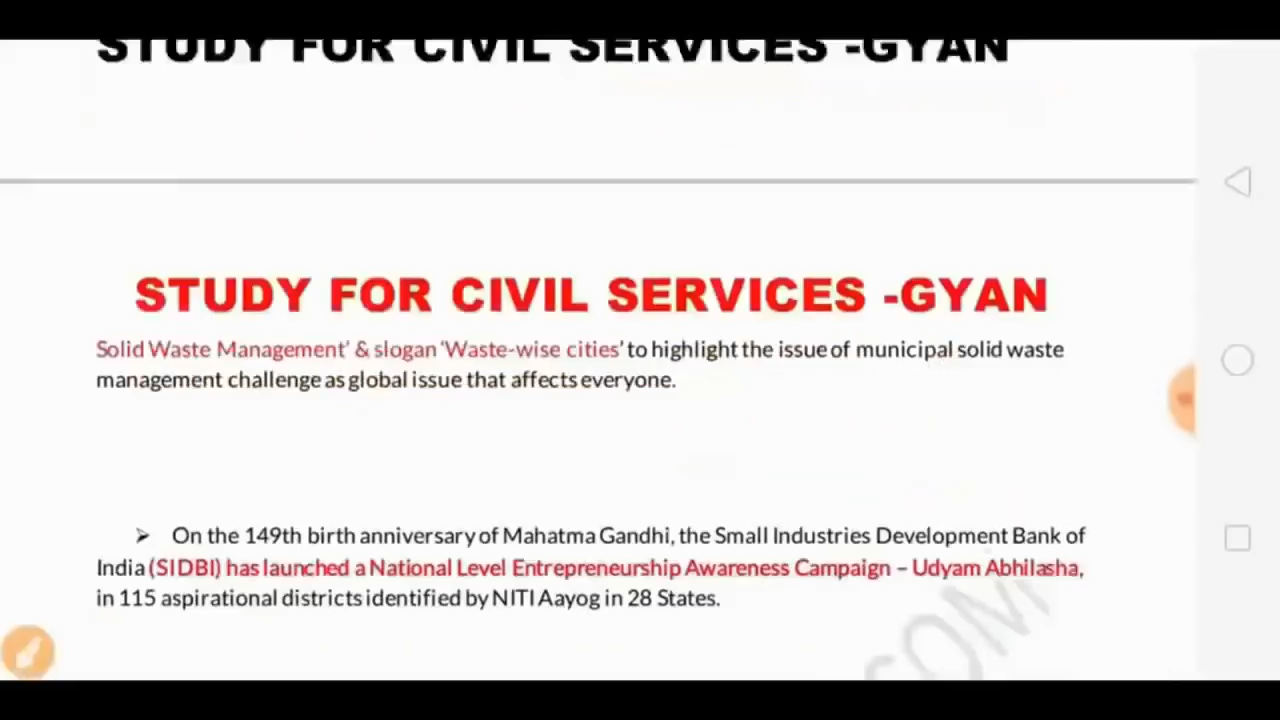 STUDY FOR CIVIL SERVICES -GYAN
STUDY FOR CIVIL SERVICES -GYAN
Solid Waste Management' & slogan 'Waste-wise cities' to highlight the issue of municipal solid waste
management challenge as global issue that affects everyone.
➢ On the 149th birth anniversary of Mahatma Gandhi, the Small Industries Development Bank of
India (SIDBI) has launched a National Level Entrepreneurship Awareness Campaign – Udyam Abhilasha,
in 115 aspirational districts identified by NITI Aayog in 28 States.
COM